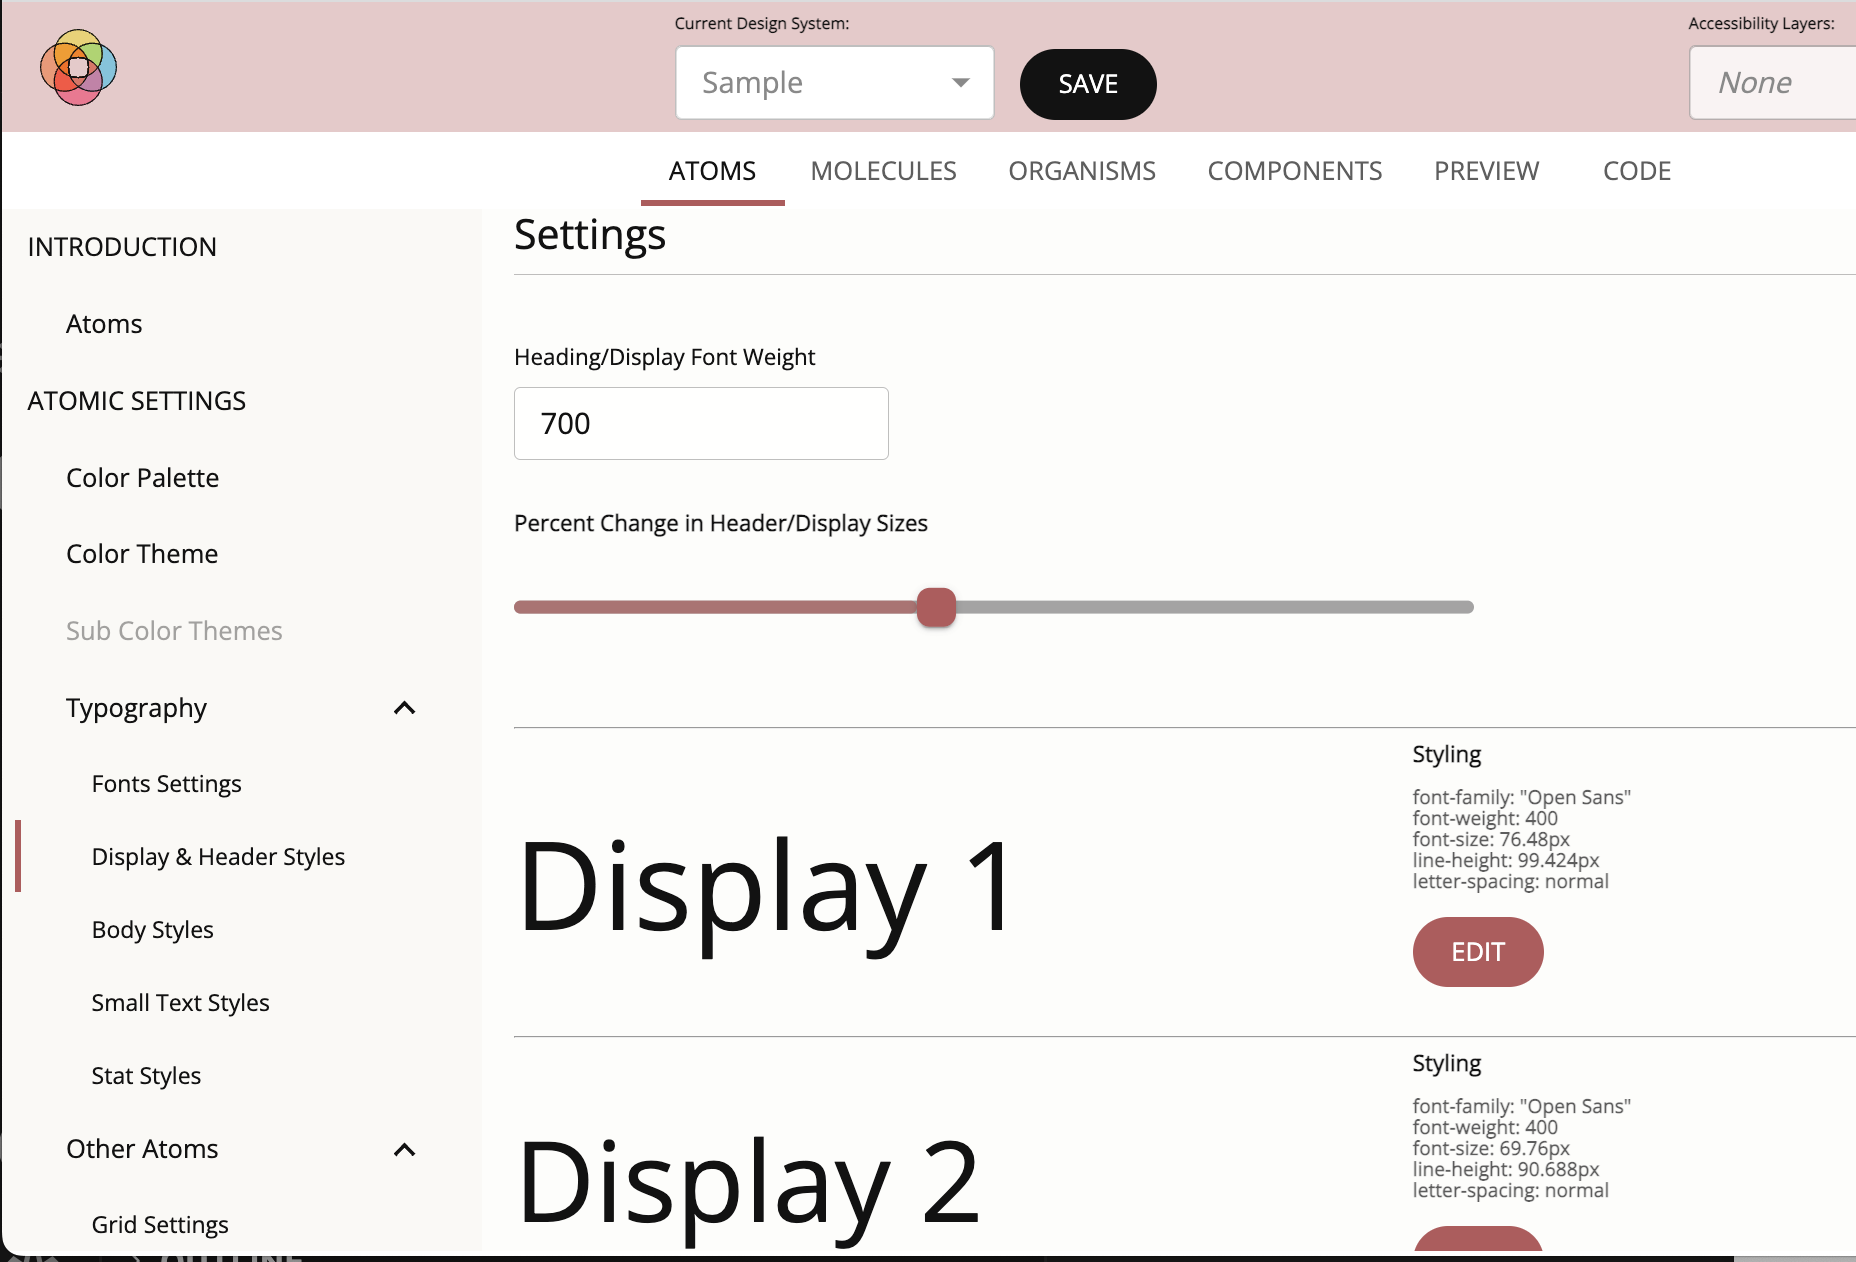 Current Design System:
Accessibility Layers:
Sample
SAVE
None
ATOMS
MOLECULES
ORGANISMS
COMPONENTS
PREVIEW
CODE
INTRODUCTION
Atoms
ATOMIC SETTINGS
Color Palette
Color Theme
Sub Color Themes
Typography
Fonts Settings
Display & Header Styles
Body Styles
Small Text Styles
Stat Styles
Other Atoms
Grid Settings
Settings
Heading/Display Font Weight
700
Percent Change in Header/Display Sizes
Display 1
Styling
font-family: "Open Sans"
font-weight: 400
font-size: 76.48px
line-height: 99.424px
letter-spacing: normal
EDIT
Display 2
Styling
font-family: "Open Sans"
font-weight: 400
font-size: 69.76px
line-height: 90.688px
letter-spacing: normal